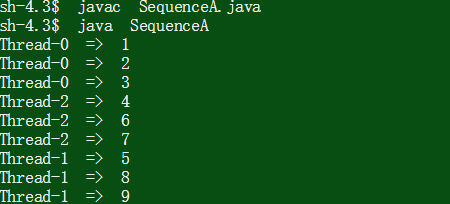 sh-4.3$ javac SequenceA.java
sh-4.3$ java SequenceA
Thread-0 => 1
Thread-0 => 2
Thread-0 => 3
Thread-2 => 4
Thread-2 => 6
Thread-2 => 7
Thread-1 => 5
Thread-1 => 8
Thread-1 => 9